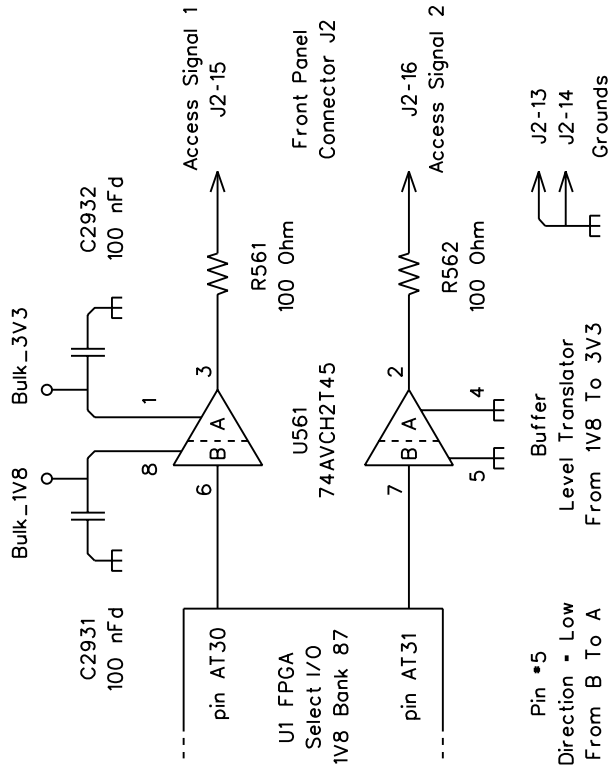 Bulk_1V8
Bulk_3V3
C2931
100 nFd
C2932
100 nFd
8
1
pin AT30
6
B
A
3
Access Signal 1
J2-15
R561
100 Ohm
U1 FPGA
Select I/O
1V8 Bank 87
U561
74AVCH2T45
Front Panel
Connector J2
pin AT31
7
B
A
2
J2-16
Access Signal 2
R562
100 Ohm
5
4
Pin #5
Direction = Low
From B To A
Buffer
Level Translator
From 1V8 To 3V3
J2-13
J2-14
Grounds